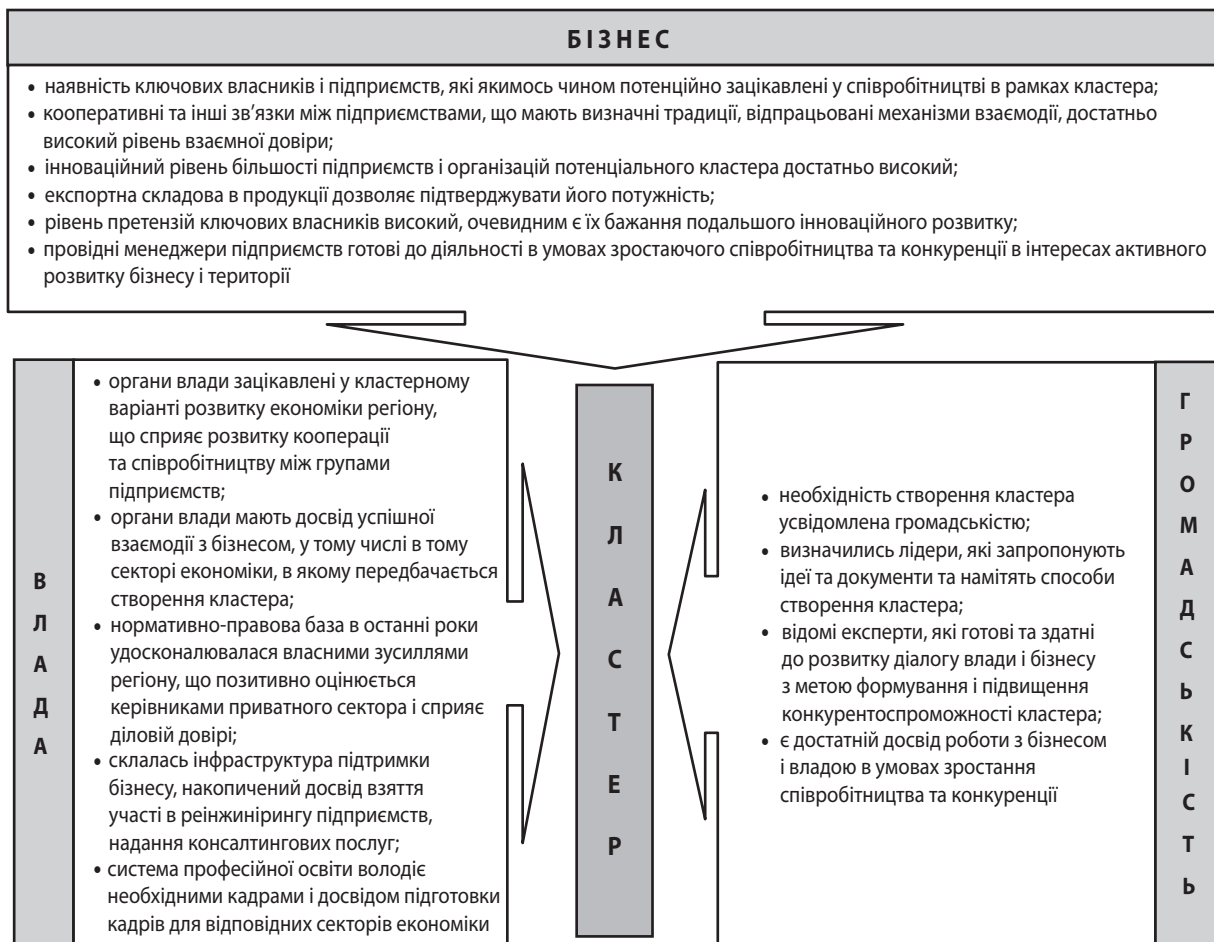 БІЗНЕС
• наявність ключових власників і підприємств, які якимось чином потенційно зацікавлені у співробітництві в рамках кластера;
• кооперативні та інші зв’язки між підприємствами, що мають визначні традиції, відпрацьовані механізми взаємодії, достатньо
високий рівень взаємної довіри;
• інноваційний рівень більшості підприємств і організацій потенціального кластера достатньо високий;
• експортна складова в продукції дозволяє підтверджувати його потужність;
• рівень претензій ключових власників високий, очевидним є їх бажання подальшого інноваційного розвитку;
• провідні менеджери підприємств готові до діяльності в умовах зростаючого співробітництва та конкуренції в інтересах активного
розвитку бізнесу і території
ВЛАДА
• органи влади зацікавлені у кластерному
варіанті розвитку економіки регіону,
що сприяє розвитку кооперації
та співробітництву між групами
підприємств;
• органи влади мають досвід успішної
взаємодії з бізнесом, у тому числі в тому
секторі економіки, в якому передбачається
створення кластера;
• нормативно-правова база в останні роки
удосконалювалася власними зусиллями
регіону, що позитивно оцінюється
керівниками приватного сектора і сприяє
діловій довірі;
• склалась інфраструктура підтримки
бізнесу, накопичений досвід взяття
участі в реінжинірингу підприємств,
надання консалтингових послуг;
• система професійної освіти володіє
необхідними кадрами і досвідом підготовки
кадрів для відповідних секторів економіки
КЛАСТЕР
• необхідність створення кластера
усвідомлена громадськістю;
• визначились лідери, які запропонують
ідеї та документи та намітять способи
створення кластера;
• відомі експерти, які готові та здатні
до розвитку діалогу влади і бізнесу
з метою формування і підвищення
конкурентоспроможності кластера;
• є достатній досвід роботи з бізнесом
і владою в умовах зростання
співробітництва та конкуренції
ГРОМАДСЬКІСТЬ